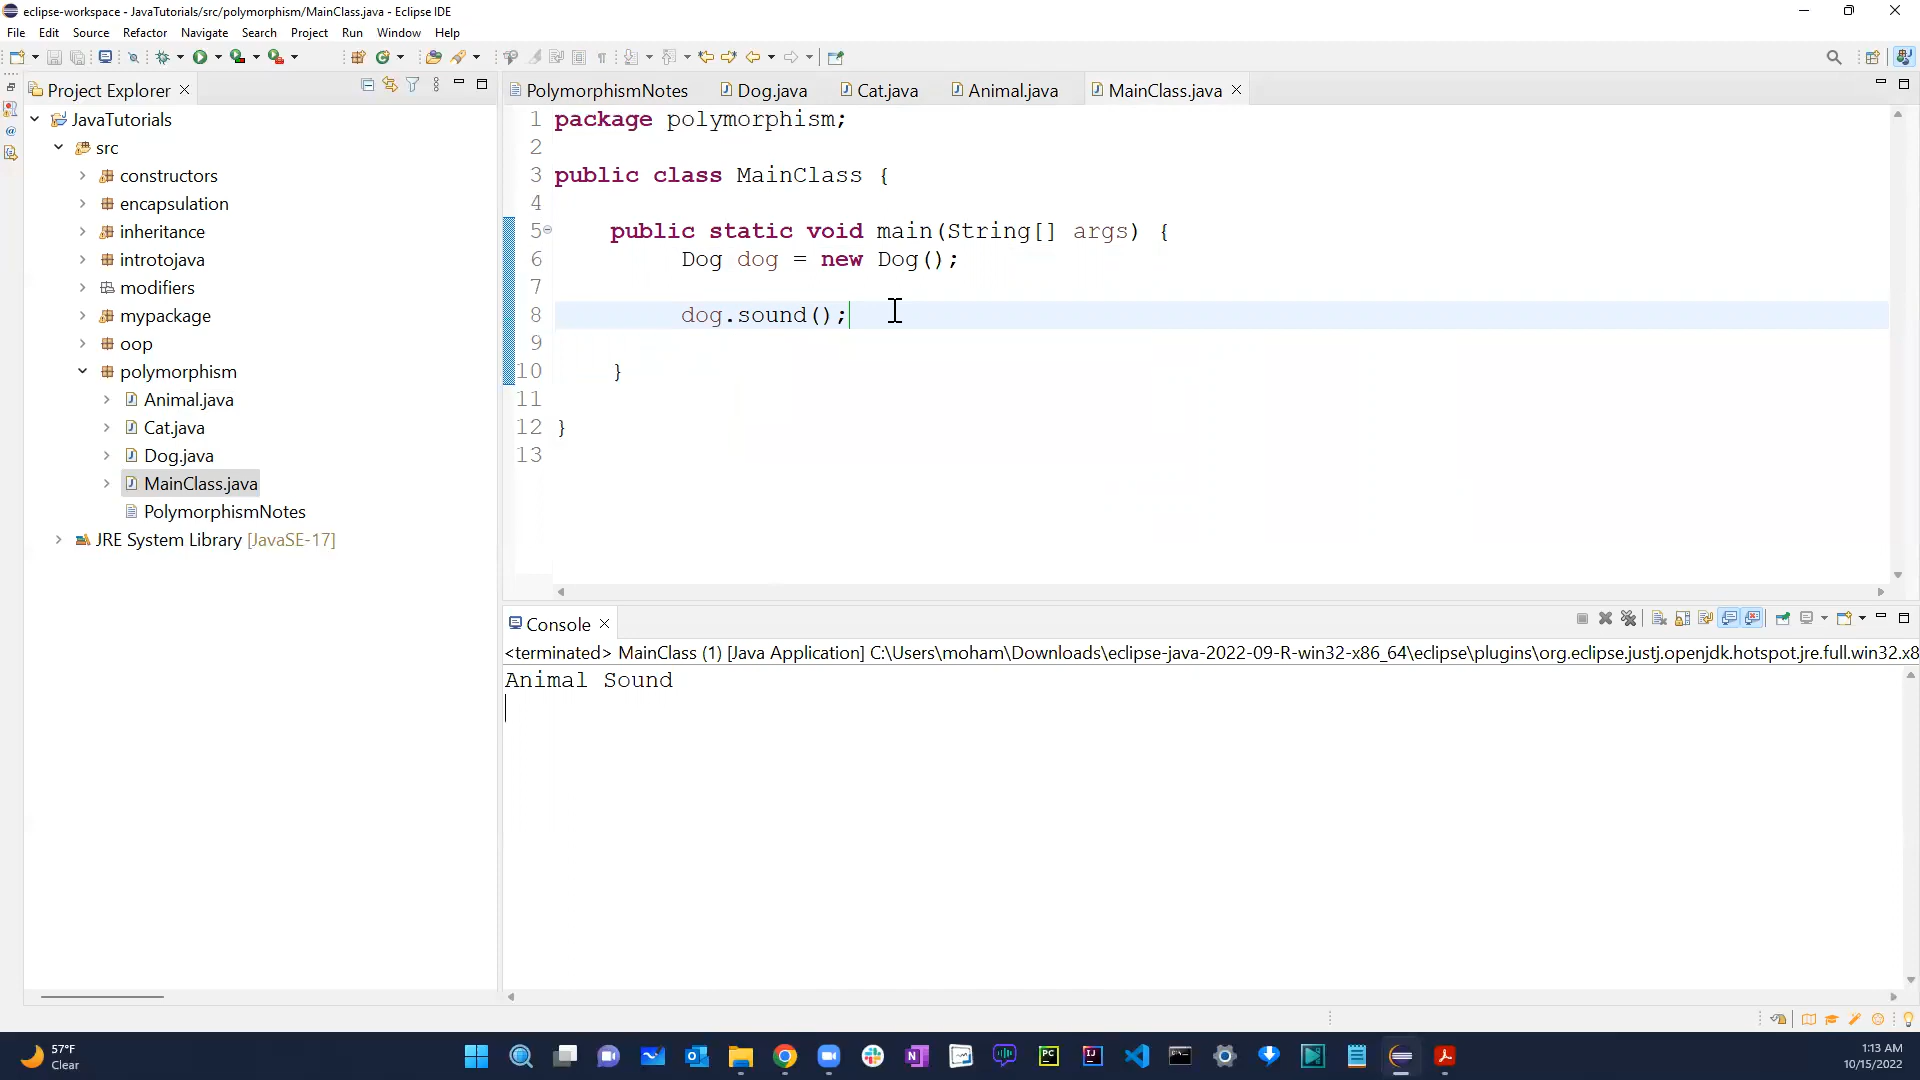 eclipse-workspace - JavaTutorials/src/polymorphism/MainClass.java - Eclipse IDE
File Edit Source Refactor Navigate Search Project Run Window Help
Project Explorer
PolymorphismNotes Dog.java Cat.java Animal.java MainClass.java
JavaTutorials
src
constructors
encapsulation
inheritance
introtojava
modifiers
mypackage
oop
polymorphism
Animal.java
Cat.java
Dog.java
MainClass.java
PolymorphismNotes
JRE System Library [JavaSE-17]
1 package polymorphism;
2
3 public class MainClass {
4
5 public static void main(String[] args) {
6 Dog dog = new Dog();
7
8 dog.sound();
9
10 }
11
12 }
13
Console
<terminated> MainClass (1) [Java Application] C:\Users\moham\Downloads\eclipse-java-2022-09-R-win32-x86_64\eclipse\plugins\org.eclipse.justj.openjdk.hotspot.jre.full.win32.x8
Animal Sound
57°F
Clear
1:13 AM
10/15/2022